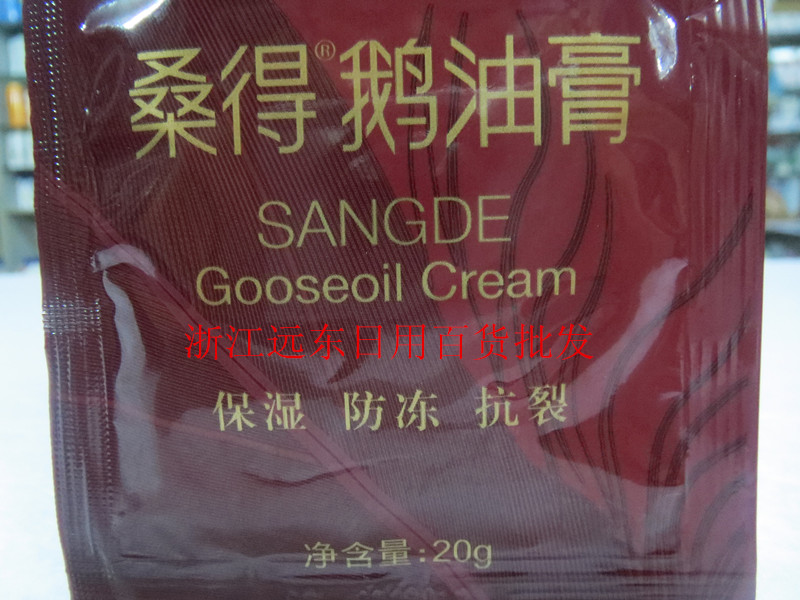 桑得®鹅油膏
SANGDE
Gooseoil Cream
浙江远东日用百货批发
保湿 防冻 抗裂
净含量:20g